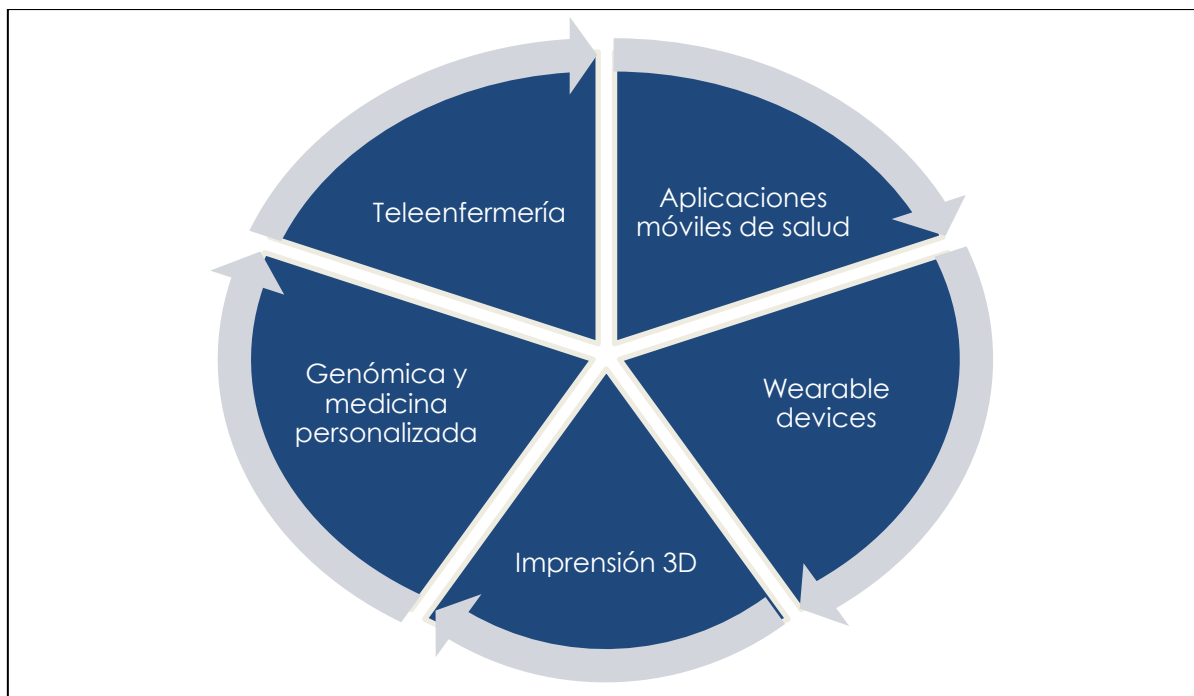 Teleenfermería
Aplicaciones
móviles de salud
Wearable
devices
Imprensión 3D
Genómica y
medicina
personalizada